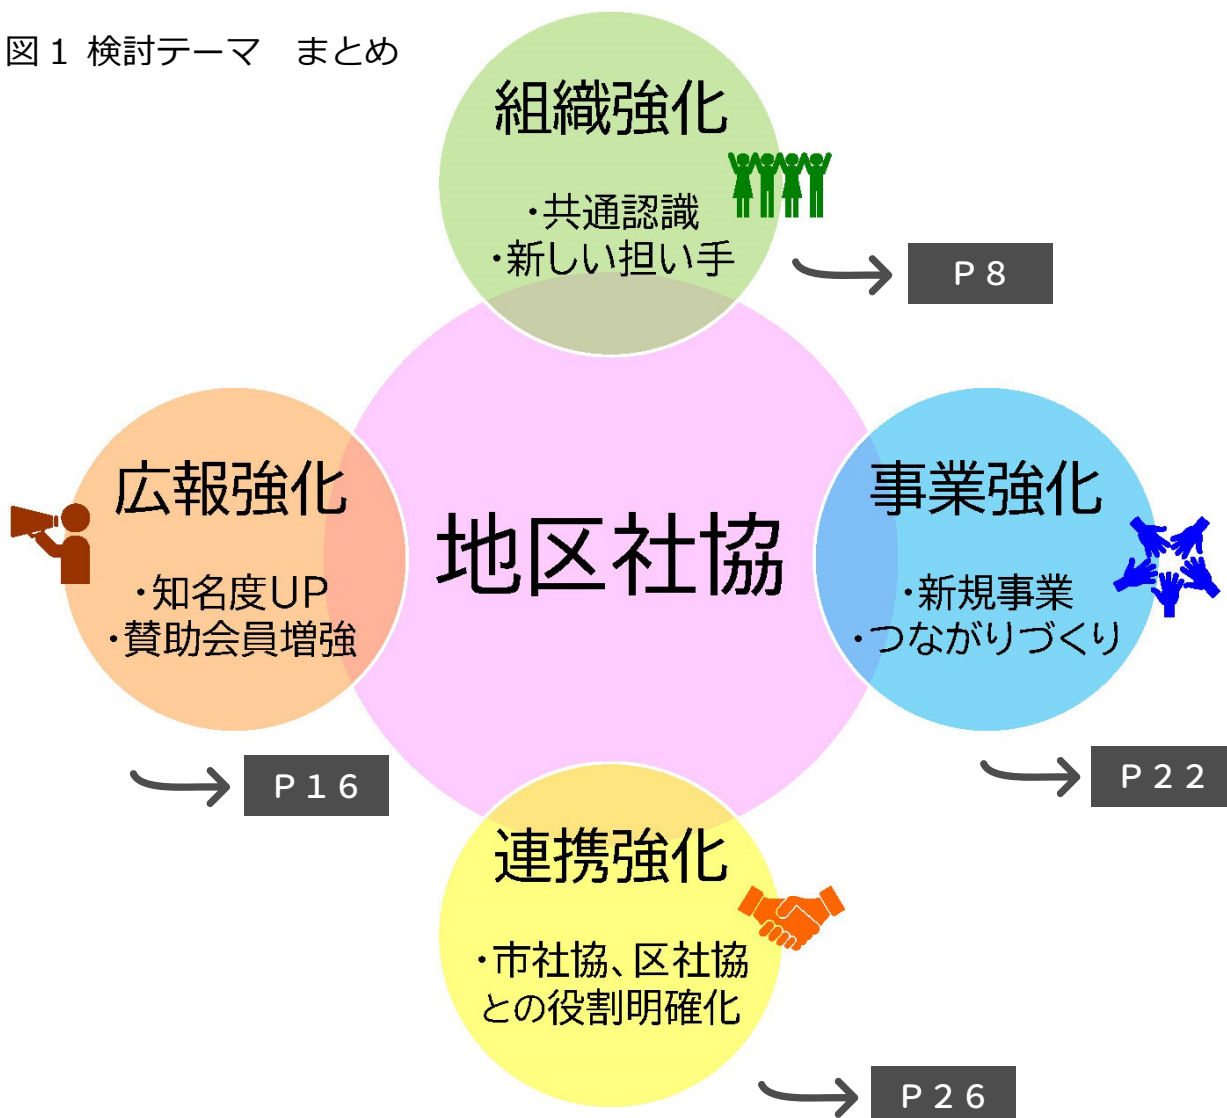 図1 検討テーマ　まとめ
組織強化
・共通認識
・新しい担い手
P8
広報強化
・知名度UP
・賛助会員増強
P16
地区社協
事業強化
・新規事業
・つながりづくり
P22
連携強化
・市社協、区社協
との役割明確化
P26